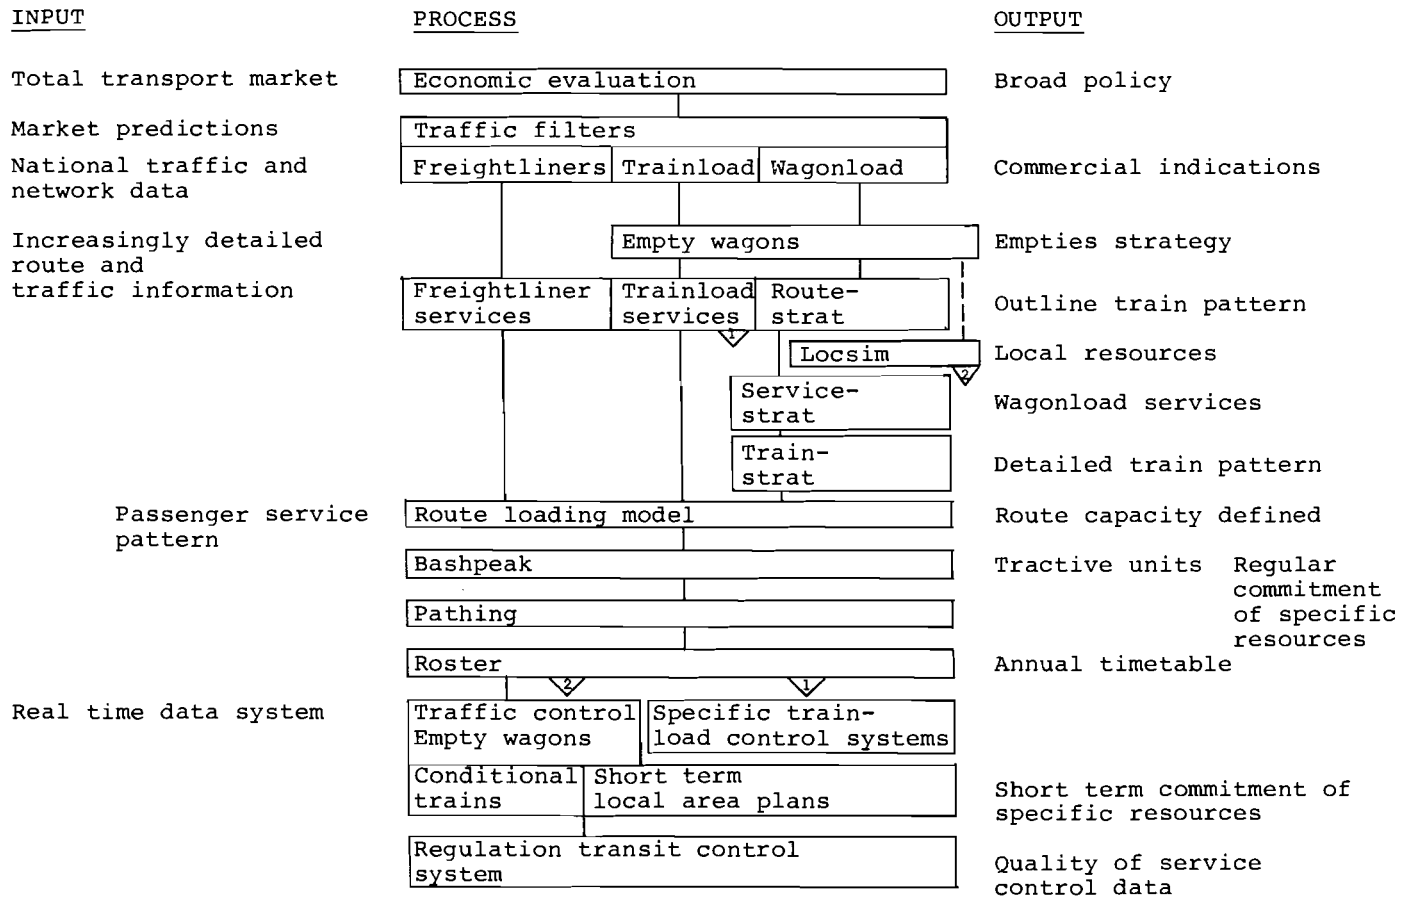 INPUT
PROCESS
OUTPUT
Total transport market
Economic evaluation
Broad policy
Market predictions
Traffic filters
National traffic and
network data
Freightliners
Trainload
Wagonload
Commercial indications
Increasingly detailed
route and
traffic information
Empty wagons
Empties strategy
Freightliner
services
Trainload
services
Route-
strat
Outline train pattern
1
Locsim
Local resources
2
Service-
strat
Wagonload services
Train-
strat
Detailed train pattern
Passenger service
pattern
Route loading model
Route capacity defined
Bashpeak
Tractive units
Regular
commitment
of specific
resources
Pathing
Roster
Annual timetable
2
1
Real time data system
Traffic control
Empty wagons
Specific train-
load control systems
Conditional
trains
Short term
local area plans
Short term commitment of
specific resources
Regulation transit control
system
Quality of service
control data